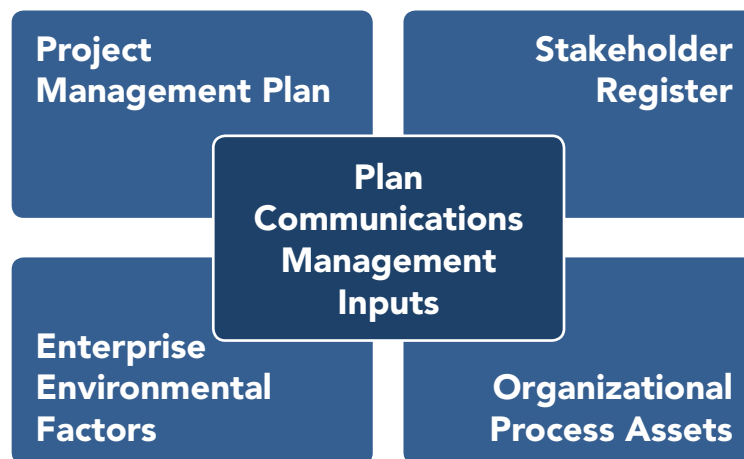 Project
Management Plan
Stakeholder
Register
Plan
Communications
Management
Inputs
Enterprise
Environmental
Factors
Organizational
Process Assets